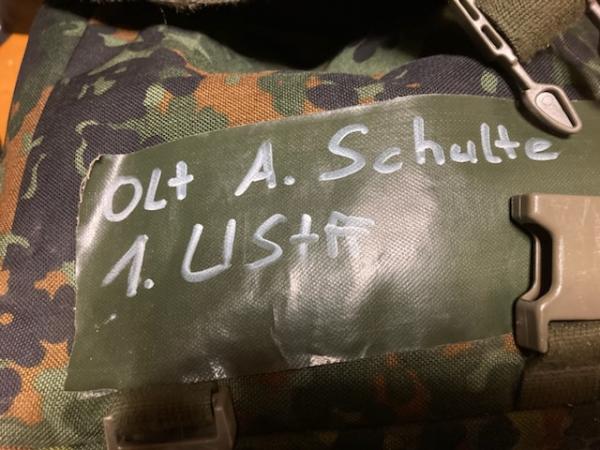 Olt A. Schulte
1. UStff